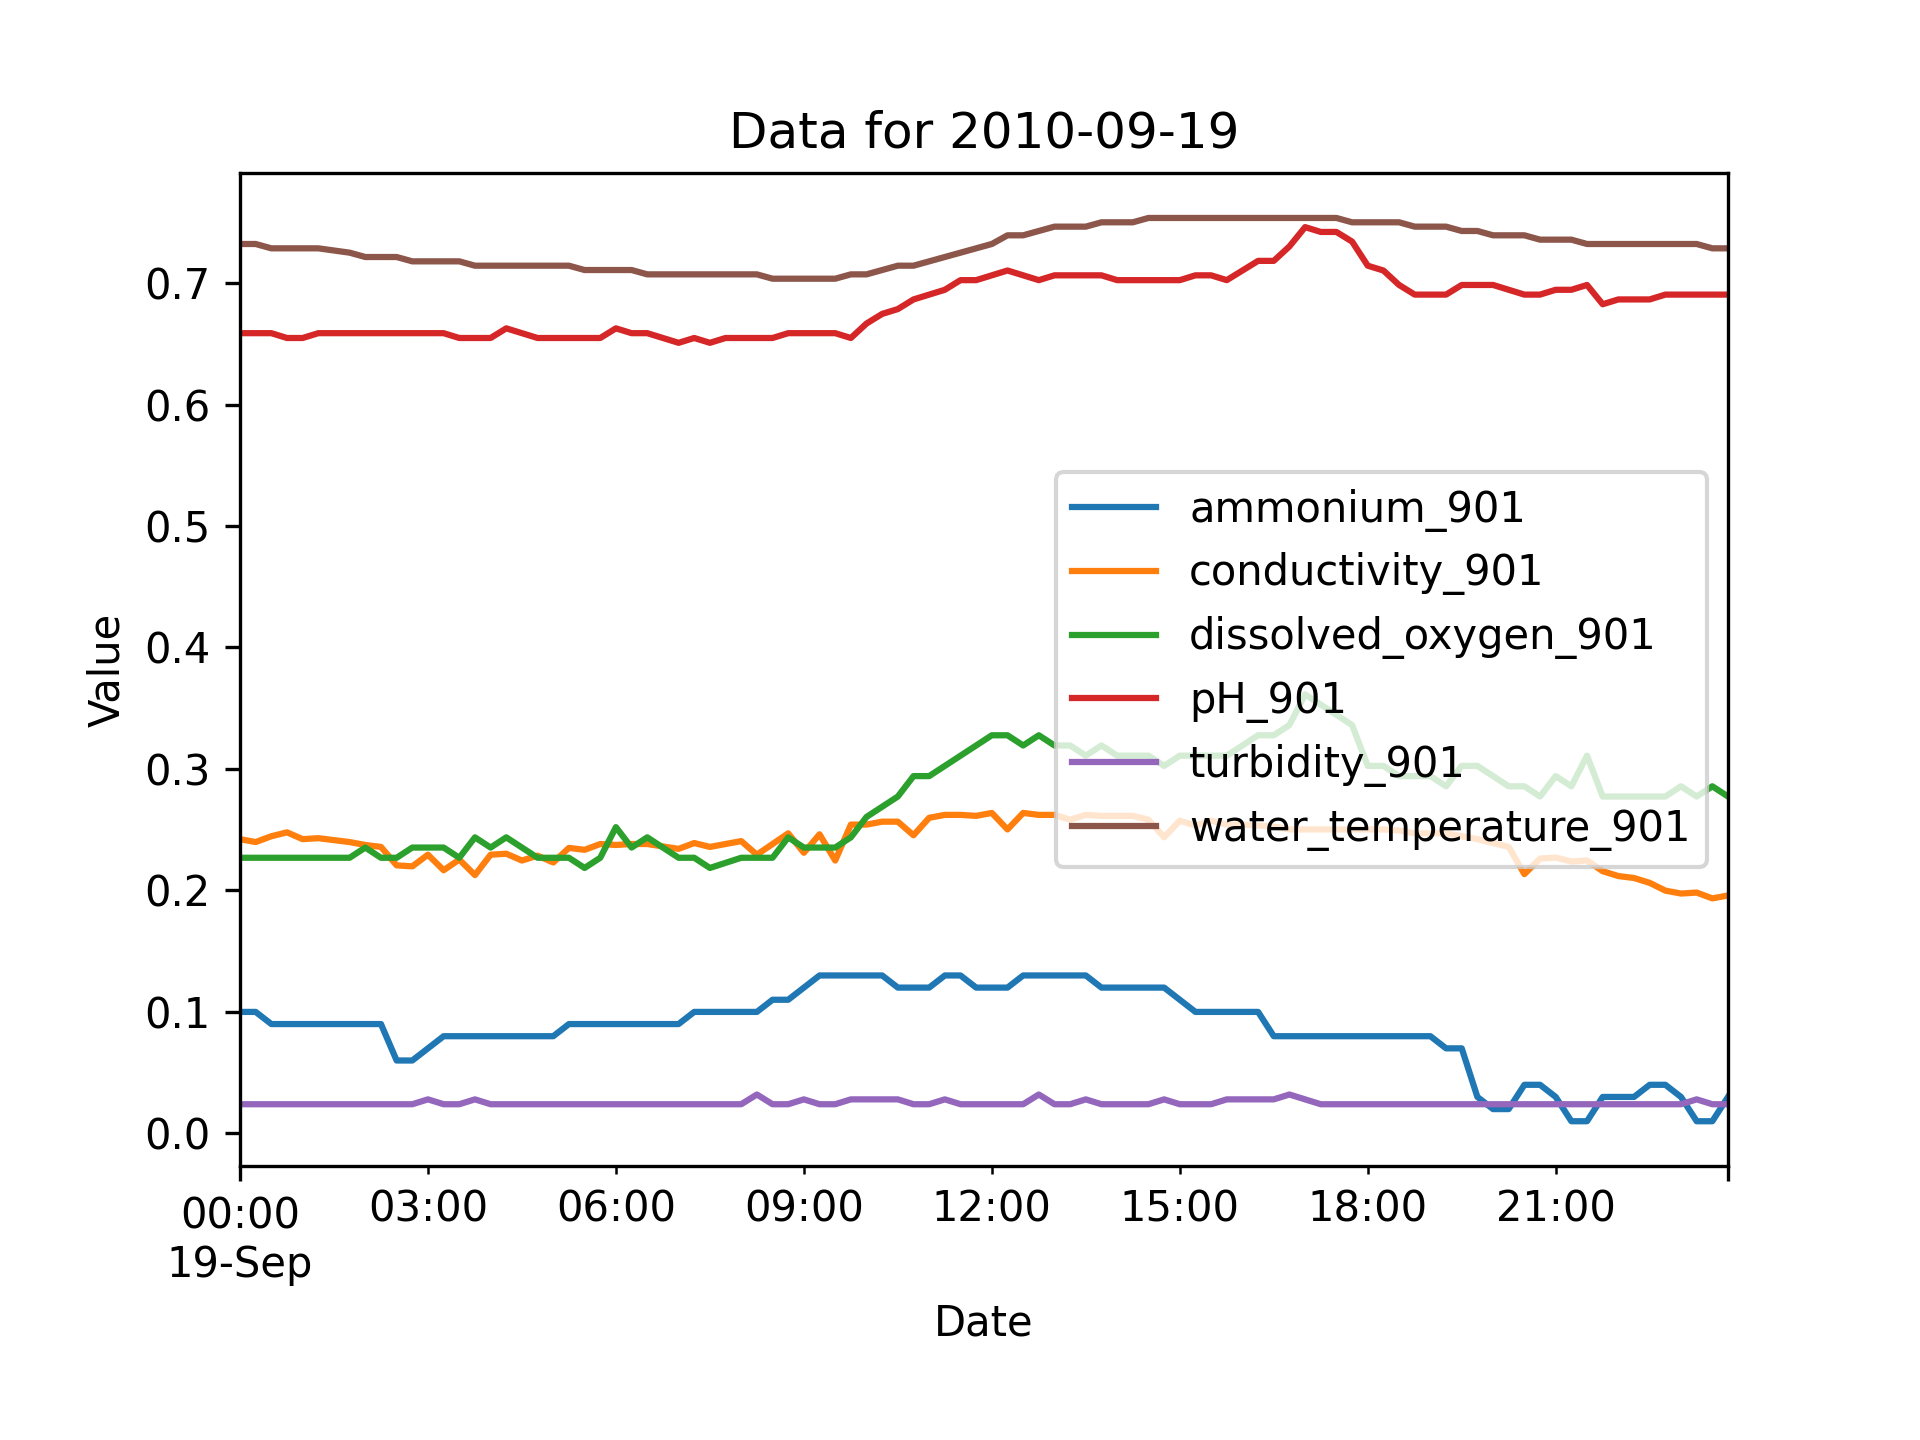 Data for 2010-09-19
Value
0.7
0.6
0.5
0.4
0.3
0.2
0.1
0.0
ammonium_901
conductivity_901
dissolved_oxygen_901
pH_901
turbidity_901
water_temperature_901
00:00
19-Sep
03:00
06:00
09:00
12:00
15:00
18:00
21:00
Date